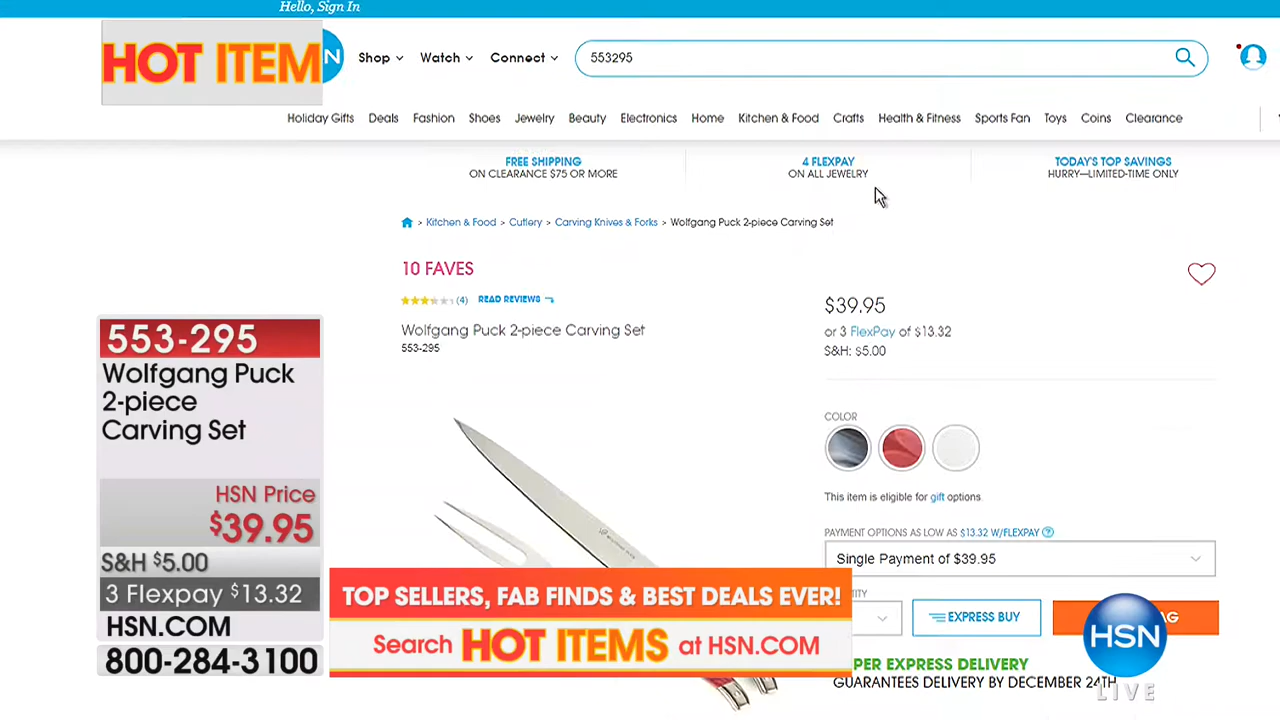 Hello, Sign In
HOT ITEM
N
Shop
Watch
Connect
553295
Holiday Gifts
Deals
Fashion
Shoes
Jewelry
Beauty
Electronics
Home
Kitchen & Food
Crafts
Health & Fitness
Sports Fan
Toys
Coins
Clearance
FREE SHIPPING
ON CLEARANCE $75 OR MORE
4 FLEXPAY
ON ALL JEWELRY
TODAY'S TOP SAVINGS
HURRY—LIMITED-TIME ONLY
> Kitchen & Food > Cutlery > Carving Knives & Forks > Wolfgang Puck 2-piece Carving Set
10 FAVES
(4) READ REVIEWS
Wolfgang Puck 2-piece Carving Set
553-295
$39.95
or 3 FlexPay of $13.32
S&H: $5.00
COLOR
This item is eligible for gift options
PAYMENT OPTIONS AS LOW AS $13.32 W/FLEXPAY ?
Single Payment of $39.95
ITY
EXPRESS BUY
AG
PER EXPRESS DELIVERY
GUARANTEES DELIVERY BY DECEMBER 24TH
553-295
Wolfgang Puck
2-piece
Carving Set
HSN Price
$39.95
S&H $5.00
3 Flexpay $13.32
HSN.COM
800-284-3100
TOP SELLERS, FAB FINDS & BEST DEALS EVER!
Search HOT ITEMS at HSN.COM
HSN
LIVE